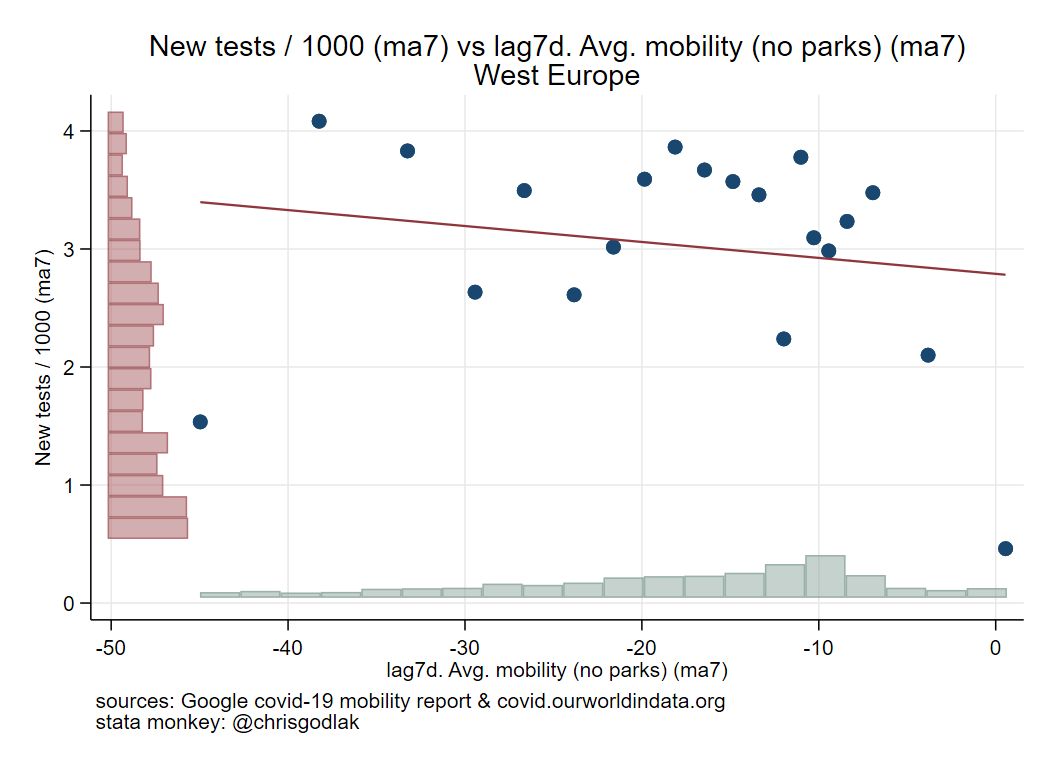 New tests / 1000 (ma7) vs lag7d. Avg. mobility (no parks) (ma7)
West Europe
New tests / 1000 (ma7)
4
3
2
1
0
-50
-40
-30
-20
-10
0
lag7d. Avg. mobility (no parks) (ma7)
sources: Google covid-19 mobility report & covid.ourworldindata.org
stata monkey: @chrisgodlak